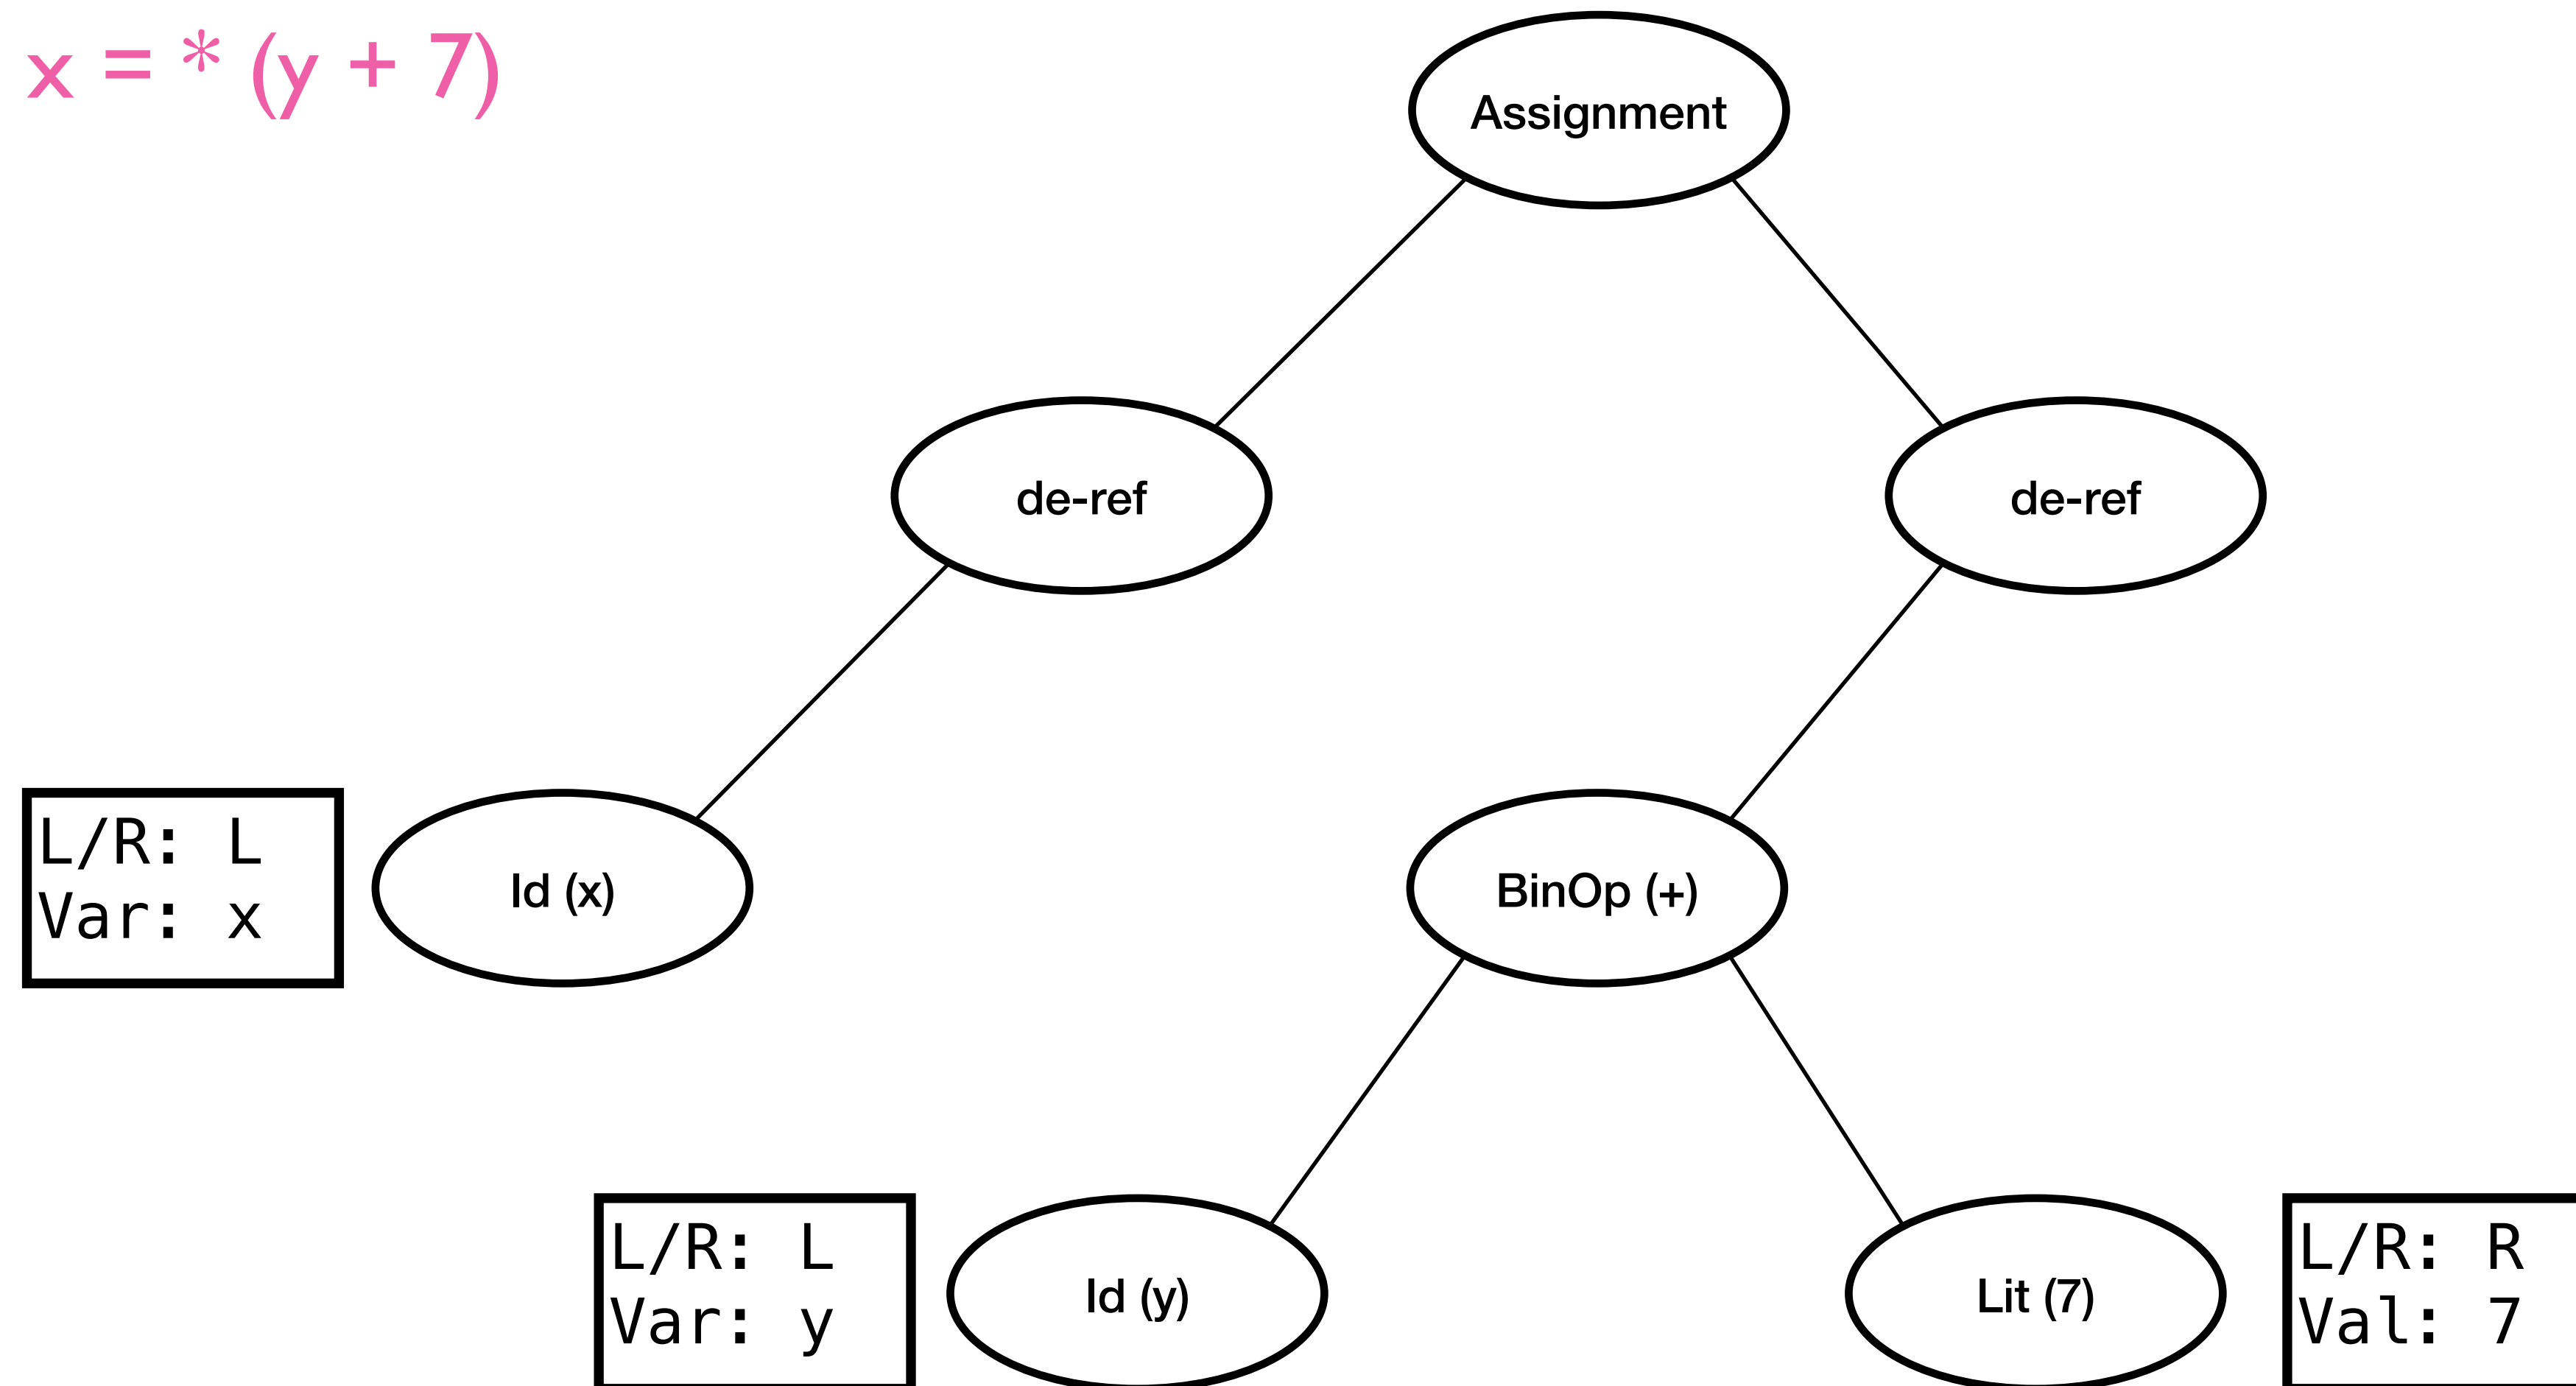 x = * (y + 7)
Assignment
de-ref
de-ref
L/R: L
Var: x
Id (x)
BinOp (+)
L/R: L
Var: y
Id (y)
Lit (7)
L/R: R
Val: 7